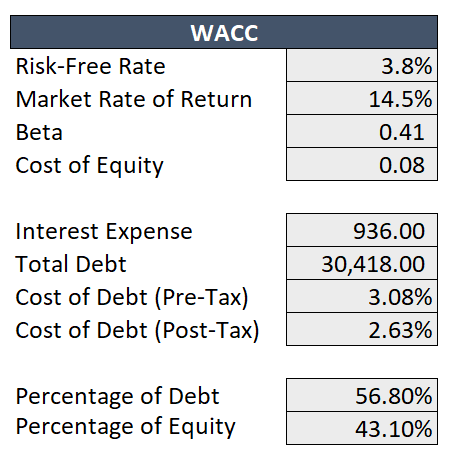 WACC
Risk-Free Rate 3.8%
Market Rate of Return 14.5%
Beta 0.41
Cost of Equity 0.08
Interest Expense 936.00
Total Debt 30,418.00
Cost of Debt (Pre-Tax) 3.08%
Cost of Debt (Post-Tax) 2.63%
Percentage of Debt 56.80%
Percentage of Equity 43.10%